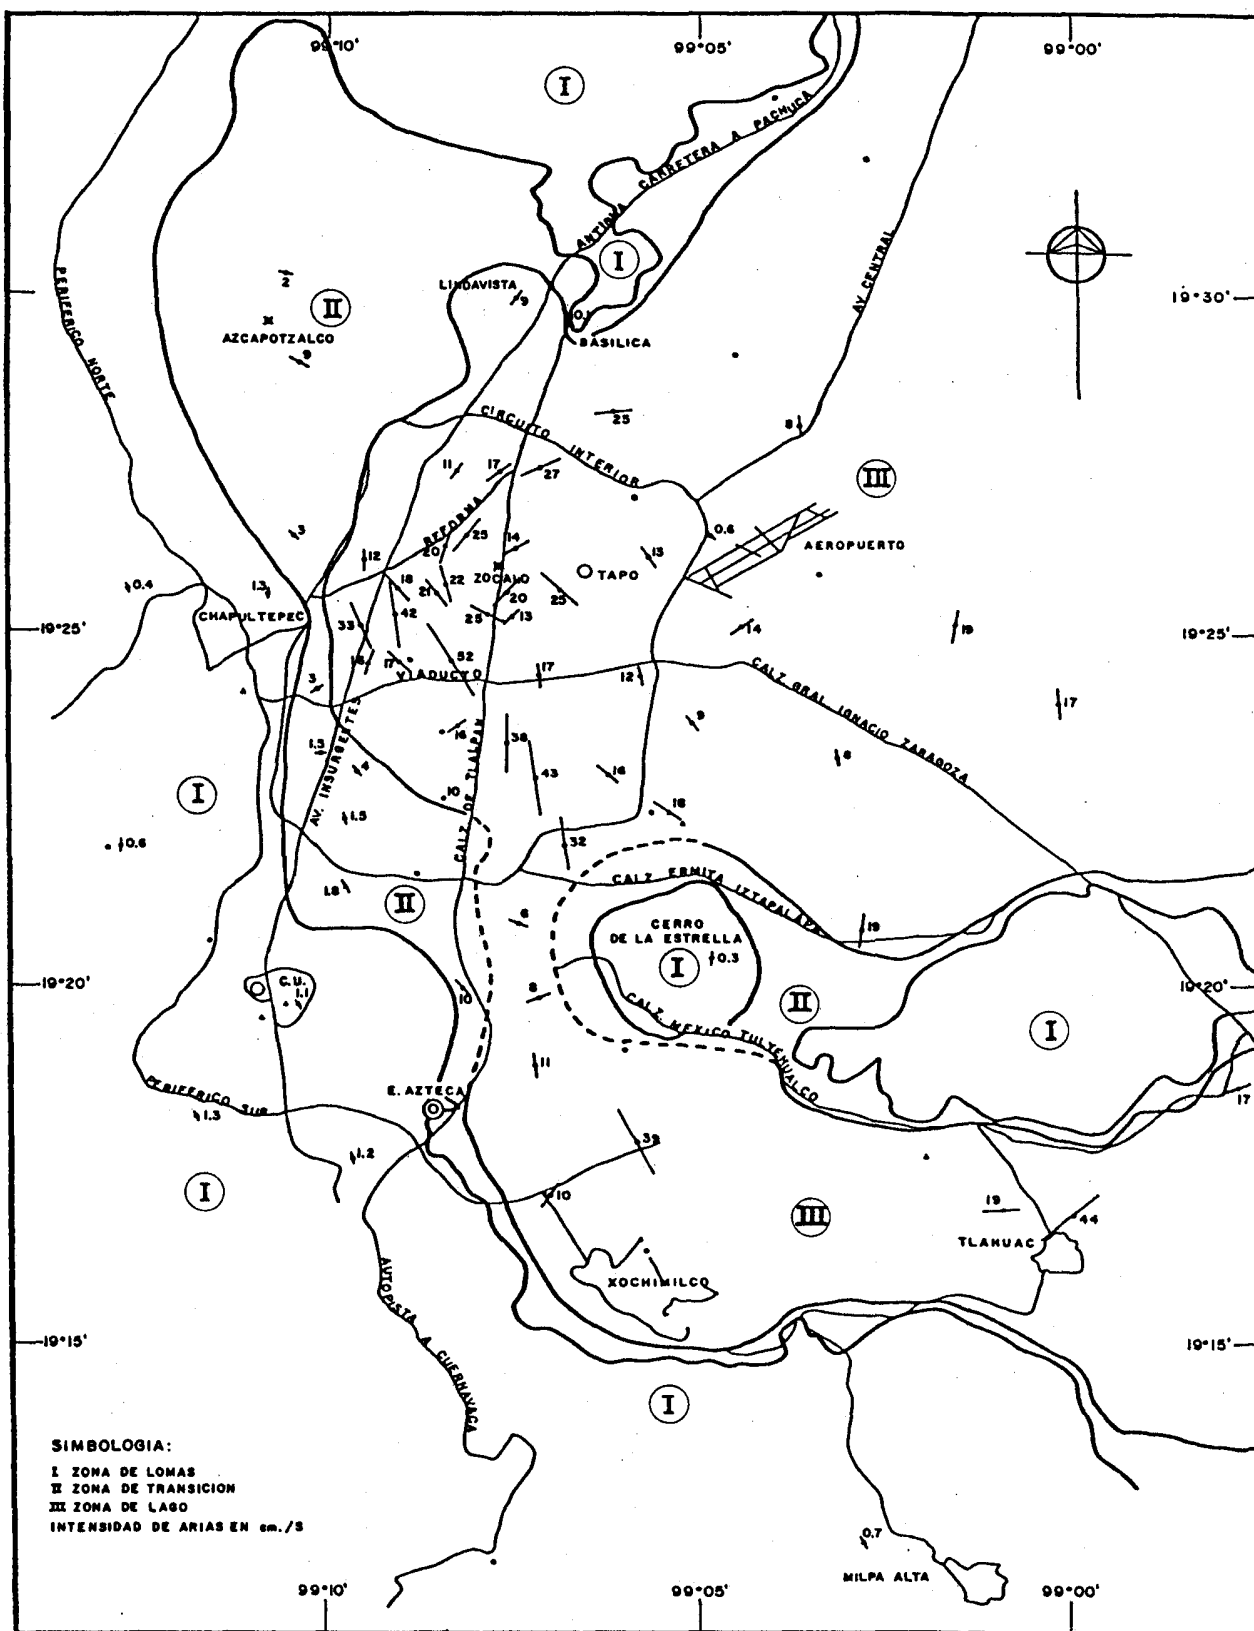 99°10' 99°05' 99°00'
I
ANTIGUA CARRETERA A PACHUCA
AV CENTRAL
I
PERIFERICO NORTE
2
LINDAVISTA
9
II
19°30'
0.1
AZCAPOTZALCO
BASILICA
9
CIRCUITO INTERIOR
25
8
11
17
27
III
REFORMA
25
20
14
0.6
AEROPUERTO
3
12
13
ZOCALO
TAPO
0.4
1.3
18
21
22
20
25
CHAPULTEPEC
42
25
13
19°25'
33
14
19
19°25'
52
17
VIADUCTO
17
12
CALZ. GRAL IGNACIO ZARAGOZA
3
17
AV. INSURGENTES
16
CALZ. DE TLALPAN
38
9
1.5
4
8
43
16
I
10
1.5
18
0.6
32
1.8
II
CALZ ERMITA IZTAPALAPA
6
CERRO
DE LA ESTRELLA
19
I
0.3
19°20'
C.U.
1.1
10
8
II
19°20'
CALZ. MEXICO TULYEHUALCO
I
11
PERIFERICO SUR
E. AZTECA
1.3
17
39
1.2
I
10
III
19
44
TLAHUAC
AUTOPISTA A CUERNAVACA
XOCHIMILCO
19°15'
19°15'
I
SIMBOLOGIA:
I ZONA DE LOMAS
II ZONA DE TRANSICION
III ZONA DE LAGO
INTENSIDAD DE ARIAS EN cm./S
0.7
MILPA ALTA
99°10' 99°05' 99°00'